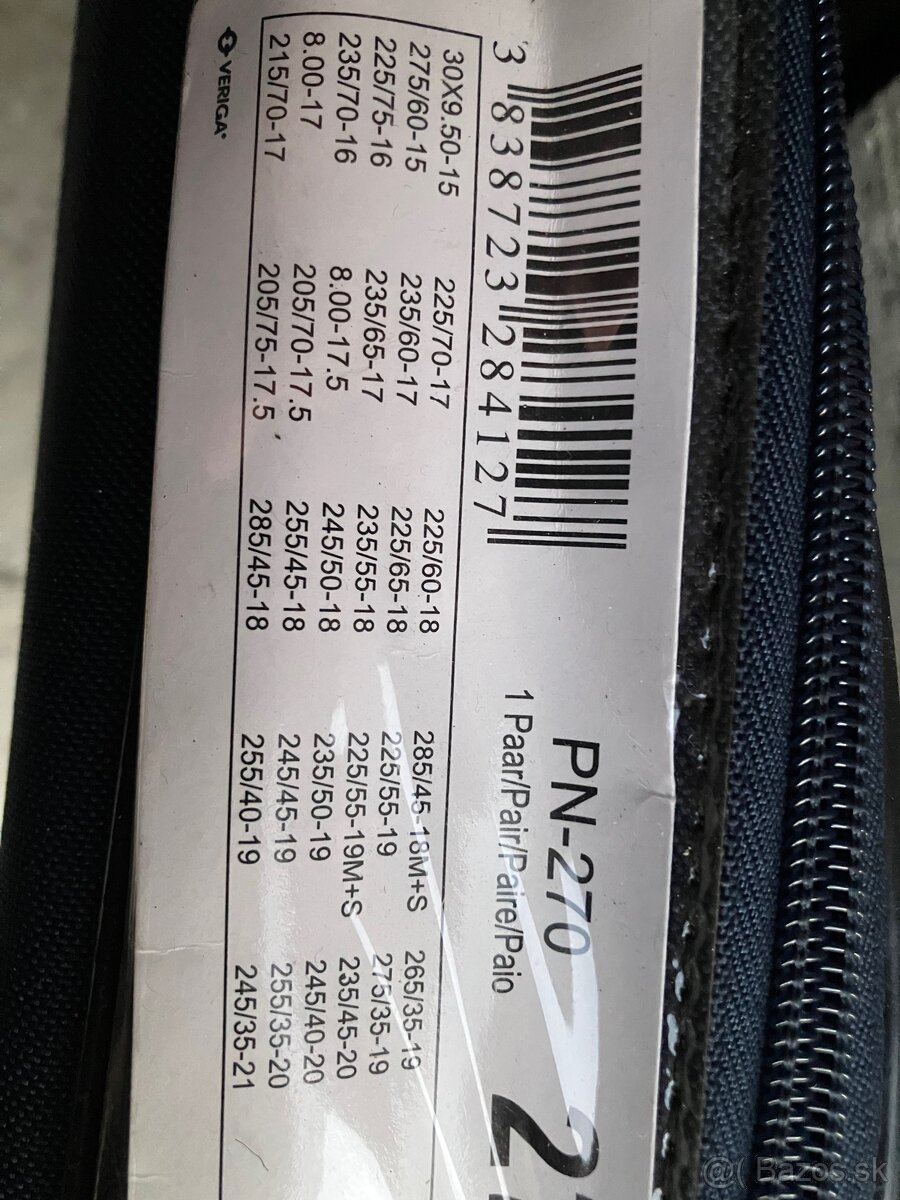 PN-270
1 Paar/Pair/Paire/Paio
3 838723 284127
30X9.50-15 225/70-17 225/60-18 285/45-18M+S 265/35-19
275/60-15 235/60-17 225/65-18 225/55-19 275/35-19
225/75-16 235/65-17 235/55-18 225/55-19M+S 235/45-20
235/70-16 8.00-17.5 245/50-18 235/50-19 245/40-20
8.00-17 205/70-17.5 255/45-18 245/45-19 255/35-20
215/70-17 205/75-17.5 285/45-18 255/40-19 245/35-21
VERIGA®
Bazos.sk